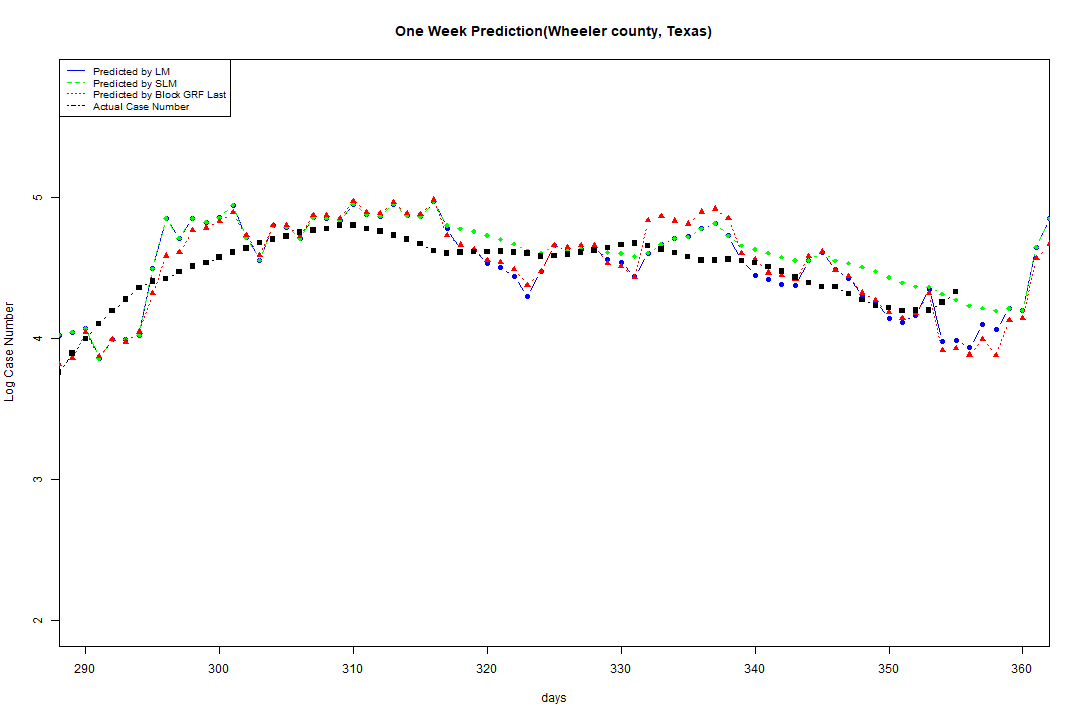 One Week Prediction(Wheeler county, Texas)
Predicted by LM
Predicted by SLM
Predicted by Block GRF Last
Actual Case Number
5
4
3
2
Log Case Number
290 300 310 320 330 340 350 360
days